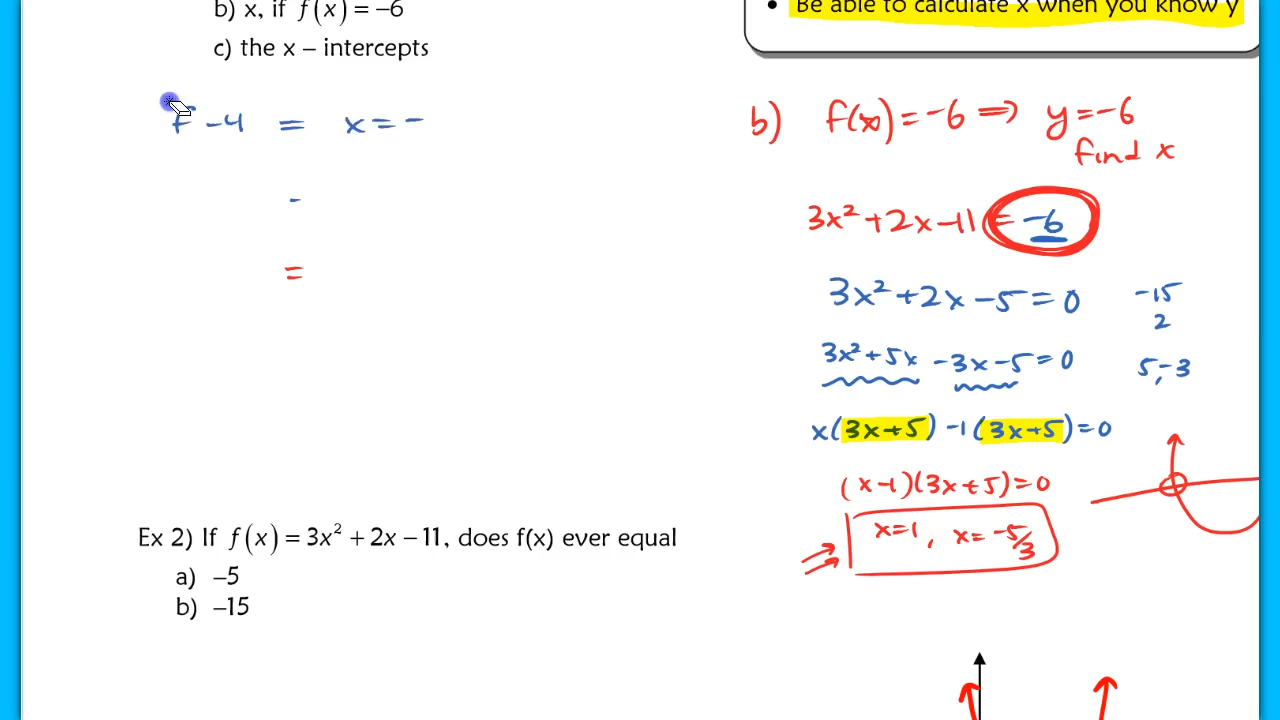 b) x, if f(x) = −6
c) the x – intercepts
• Be able to calculate x when you know y
-4 = x = -
-
=
b) f(x) = -6 ⇒ y = -6
find x
3x² + 2x - 11 = -6
3x² + 2x - 5 = 0
-15
2
3x² + 5x - 3x - 5 = 0
5, -3
x(3x+5) -1(3x+5) = 0
(x-1)(3x+5) = 0
x=1, x= -5/3
Ex 2) If f(x) = 3x² + 2x − 11, does f(x) ever equal
a) −5
b) −15